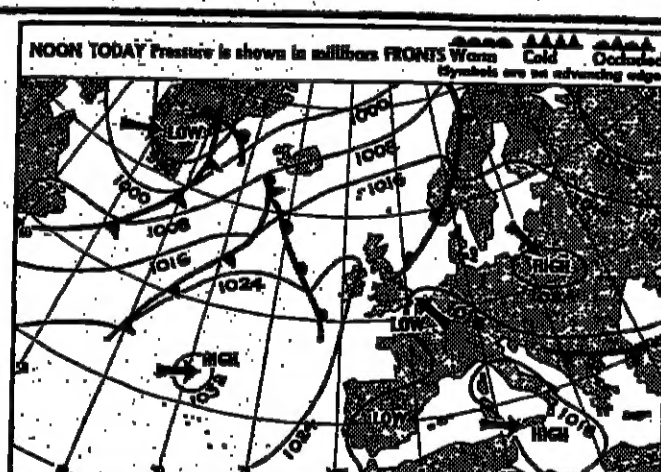 NOON TODAY Pressure is shown in millibars FRONTS Warm Cold Occluded
(Symbols are on advancing edge)
LOW
1000
1000
1008
1008
1016
1016
1024
HIGH
LOW
HIGH
LOW
1016
HIGH
1024